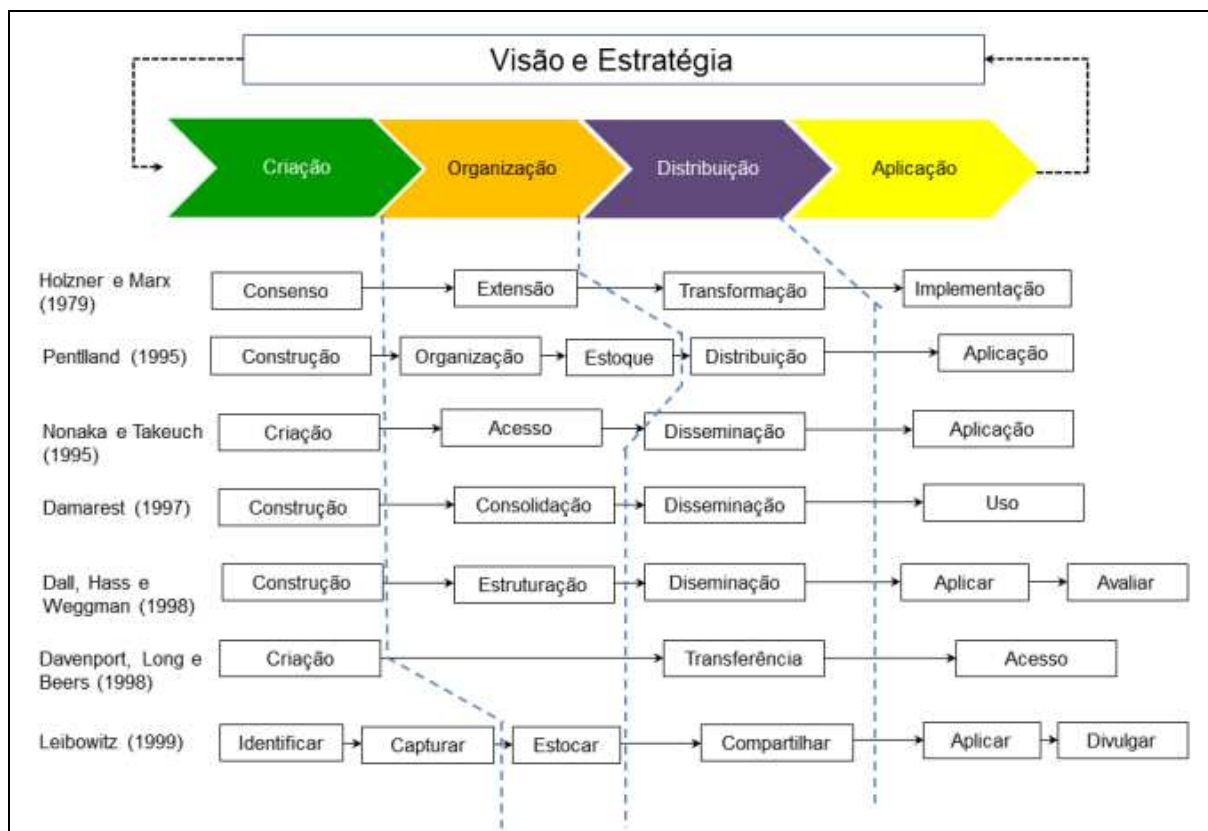 Visão e Estratégia
Criação
Organização
Distribuição
Aplicação
Holzner e Marx
(1979)
Consenso
Extensão
Transformação
Implementação
Pentlland (1995)
Construção
Organização
Estoque
Distribuição
Aplicação
Nonaka e Takeuch
(1995)
Criação
Acesso
Disseminação
Aplicação
Damarest (1997)
Construção
Consolidação
Disseminação
Uso
Dall, Hass e
Weggman (1998)
Construção
Estruturação
Diseminação
Aplicar
Avaliar
Davenport, Long e
Beers (1998)
Criação
Transferência
Acesso
Leibowitz (1999)
Identificar
Capturar
Estocar
Compartilhar
Aplicar
Divulgar